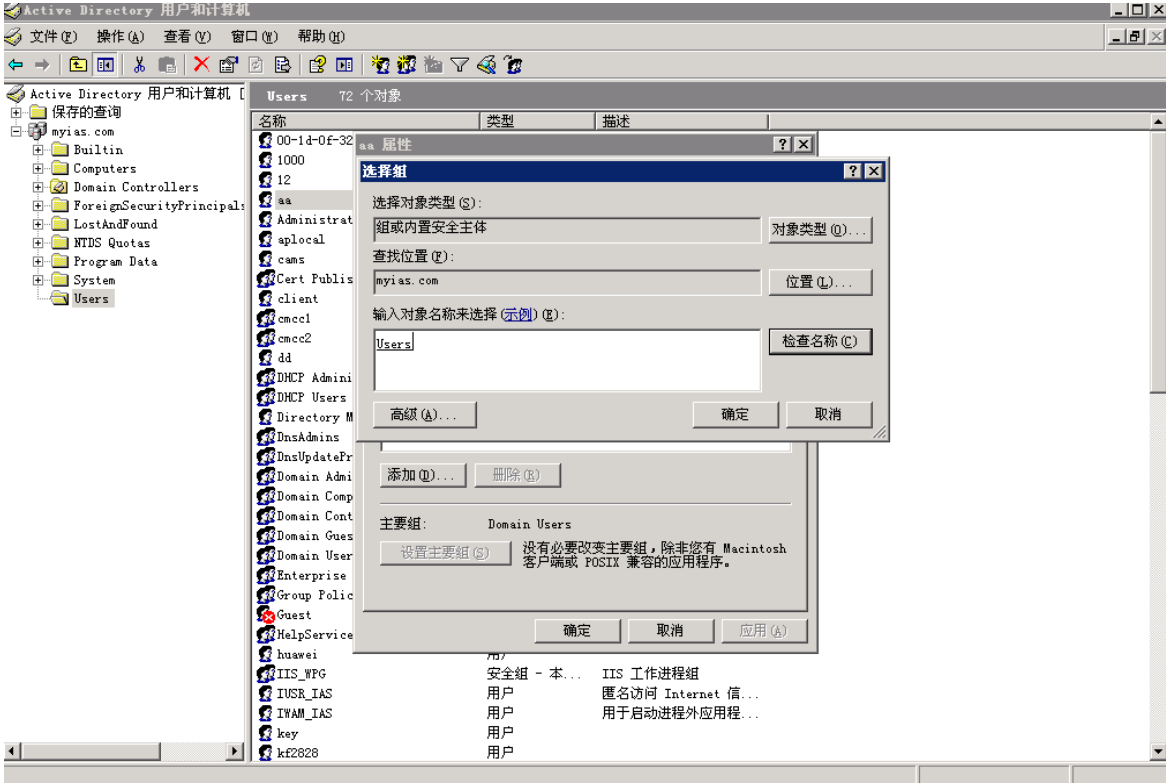 Active Directory 用户和计算机
文件(F) 操作(A) 查看(V) 窗口(W) 帮助(H)
Active Directory 用户和计算机 [
保存的查询
myias.com
Builtin
Computers
Domain Controllers
ForeignSecurityPrincipals
LostAndFound
NTDS Quotas
Program Data
System
Users
Users 72 个对象
名称 类型 描述
00-1d-0f-32
1000
12
aa
Administrat
aplocal
cams
Cert Publis
client
cmcc1
cmcc2
dd
DHCP Admini
DHCP Users
Directory M
DnsAdmins
DnsUpdatePr
Domain Admi
Domain Comp
Domain Cont
Domain Gues
Domain User
Enterprise
Group Polic
Guest
HelpService
huawei 用户
IIS_WPG 安全组 - 本... IIS 工作进程组
IUSR_IAS 用户 匿名访问 Internet 信...
IWAM_IAS 用户 用于启动进程外应用程...
key 用户
kf2828 用户
aa 属性
选择组
选择对象类型(S):
组或内置安全主体 对象类型(O)...
查找位置(F):
myias.com 位置(L)...
输入对象名称来选择(示例)(E):
Users 检查名称(C)
高级(A)... 确定 取消
添加(D)... 删除(R)
主要组: Domain Users
设置主要组(S) 没有必要改变主要组，除非您有 Macintosh
客户端或 POSIX 兼容的应用程序。
确定 取消 应用(A)